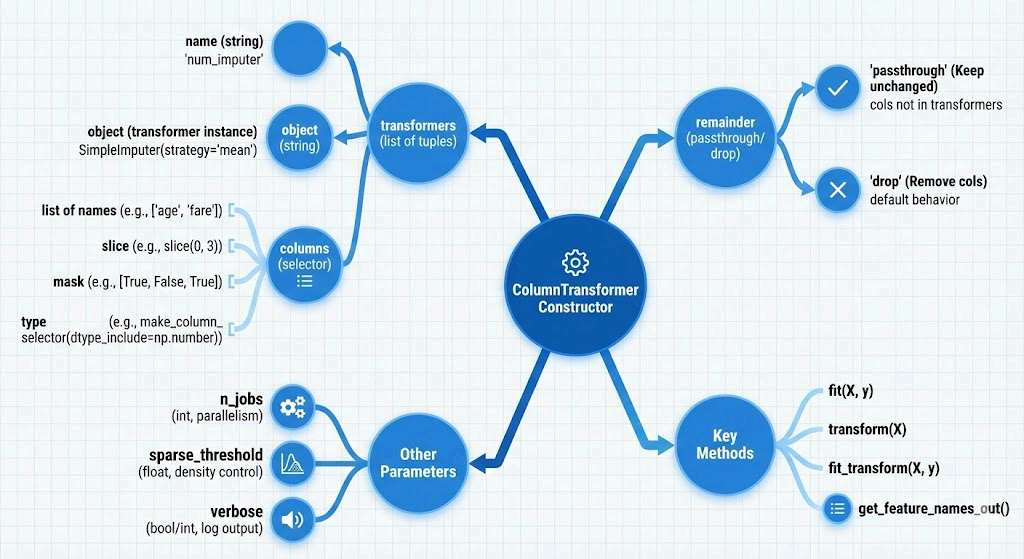 name (string)
'num_imputer'
object (transformer instance)
SimpleImputer(strategy='mean')
object
(string)
transformers
(list of tuples)
list of names (e.g., ['age', 'fare'])
slice (e.g., slice(0, 3))
mask (e.g., [True, False, True])
type (e.g., make_column_
selector(dtype_include=np.number))
columns
(selector)
remainder
(passthrough/
drop)
'passthrough' (Keep
unchanged)
cols not in transformers
'drop' (Remove cols)
default behavior
ColumnTransformer
Constructor
n_jobs
(int, parallelism)
sparse_threshold
(float, density control)
verbose
(bool/int, log output)
Other
Parameters
Key
Methods
fit(X, y)
transform(X)
fit_transform(X, y)
get_feature_names_out()